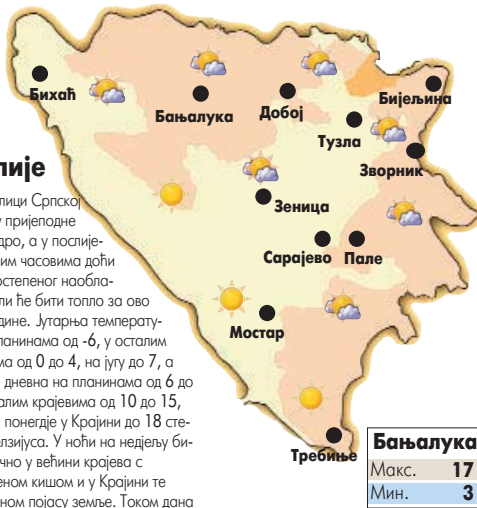 Бихаћ
Бањалука
Добој
Бијељина
Тузла
Зворник
Зеница
Сарајево
Пале
Мостар
Требиње
лици Српској
у пријеподне
дро, а у послије-
им часовима доћи
остепеног наобла-
ли ће бити топло за ово
дине. Јутарња температу-
ланинама од -6, у осталим
ма од 0 до 4, на југу до 7, а
дневна на планинама од 6 до
алим крајевима од 10 до 15,
понегдје у Крајини до 18 сте-
лзијуса. У ноћи на недјељу би-
чно у већини крајева с
еном кишом и у Крајини те
ном појасу земље. Током дана
Бањалука
Макс. 17
Мин. 3